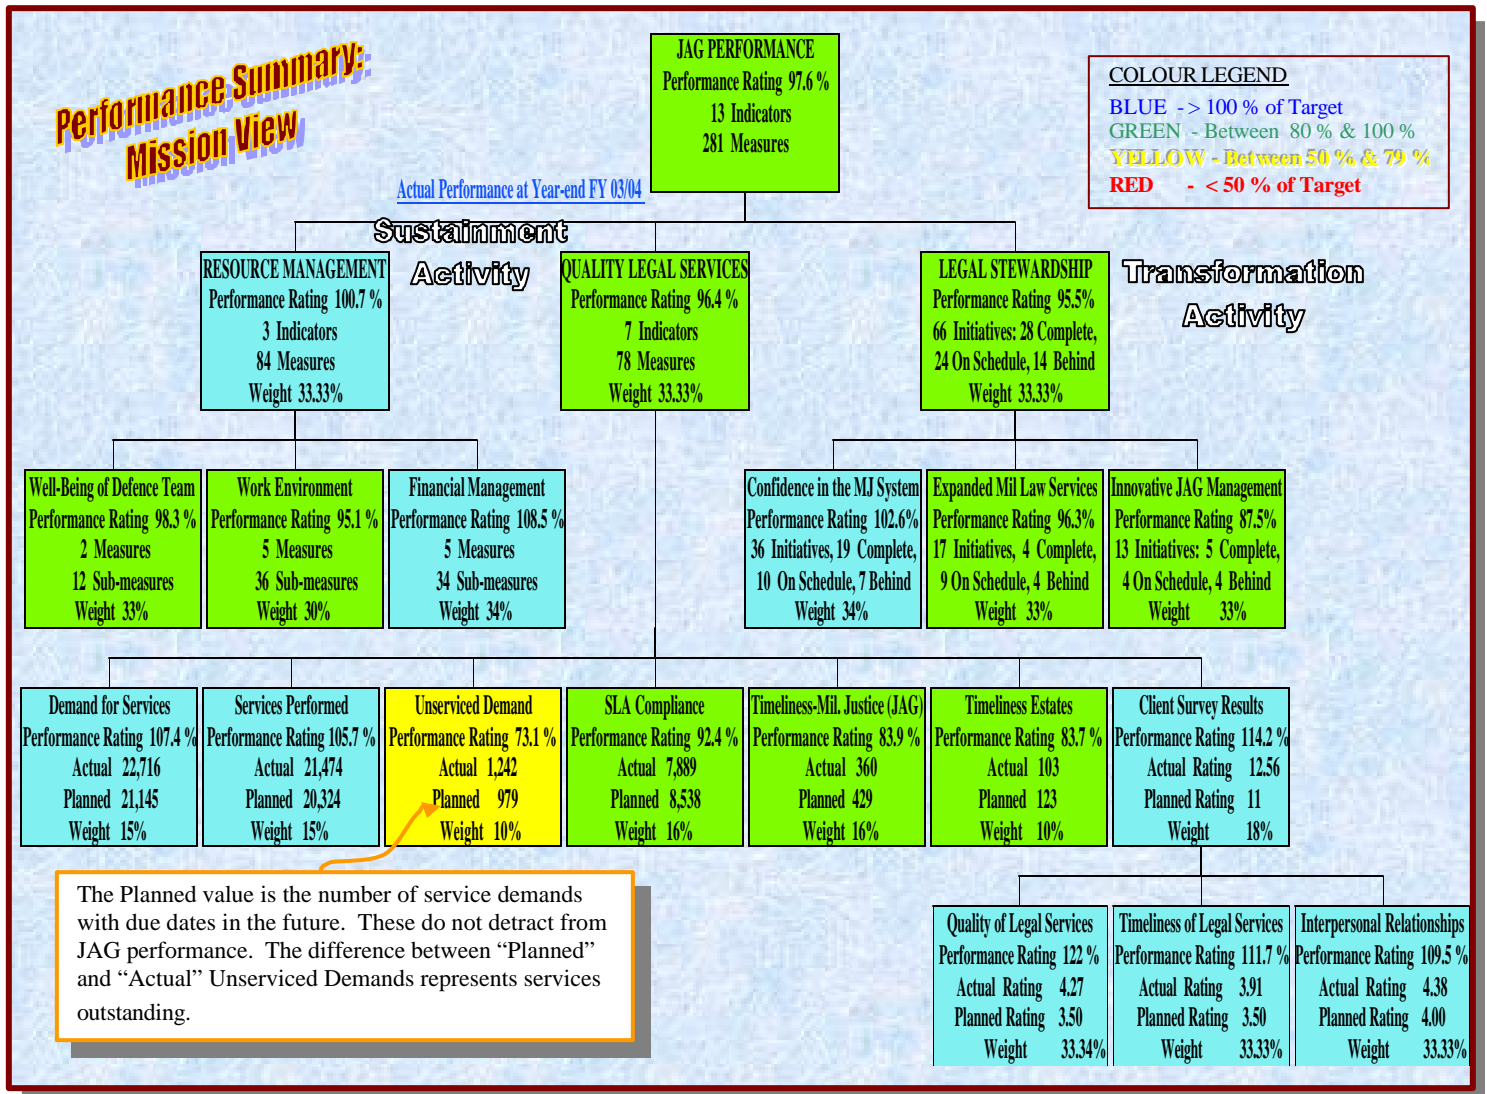 Performance Summary:
Mission View
JAG PERFORMANCE
Performance Rating 97.6 %
13 Indicators
281 Measures
COLOUR LEGEND
BLUE - > 100 % of Target
GREEN - Between 80 % & 100 %
YELLOW - Between 50 % & 79 %
RED - < 50 % of Target
Actual Performance at Year-end FY 03/04
Sustainment
Activity
Transformation
Activity
RESOURCE MANAGEMENT
Performance Rating 100.7 %
3 Indicators
84 Measures
Weight 33.33%
QUALITY LEGAL SERVICES
Performance Rating 96.4 %
7 Indicators
78 Measures
Weight 33.33%
LEGAL STEWARDSHIP
Performance Rating 95.5%
66 Initiatives: 28 Complete,
24 On Schedule, 14 Behind
Weight 33.33%
Well-Being of Defence Team
Performance Rating 98.3 %
2 Measures
12 Sub-measures
Weight 33%
Work Environment
Performance Rating 95.1 %
5 Measures
36 Sub-measures
Weight 30%
Financial Management
Performance Rating 108.5 %
5 Measures
34 Sub-measures
Weight 34%
Confidence in the MJ System
Performance Rating 102.6%
36 Initiatives, 19 Complete,
10 On Schedule, 7 Behind
Weight 34%
Expanded Mil Law Services
Performance Rating 96.3%
17 Initiatives, 4 Complete,
9 On Schedule, 4 Behind
Weight 33%
Innovative JAG Management
Performance Rating 87.5%
13 Initiatives: 5 Complete,
4 On Schedule, 4 Behind
Weight 33%
Demand for Services
Performance Rating 107.4 %
Actual 22,716
Planned 21,145
Weight 15%
Services Performed
Performance Rating 105.7 %
Actual 21,474
Planned 20,324
Weight 15%
Unserviced Demand
Performance Rating 73.1 %
Actual 1,242
Planned 979
Weight 10%
SLA Compliance
Performance Rating 92.4 %
Actual 7,889
Planned 8,538
Weight 16%
Timeliness-Mil. Justice (JAG)
Performance Rating 83.9 %
Actual 360
Planned 429
Weight 16%
Timeliness Estates
Performance Rating 83.7 %
Actual 103
Planned 123
Weight 10%
Client Survey Results
Performance Rating 114.2 %
Actual Rating 12.56
Planned Rating 11
Weight 18%
The Planned value is the number of service demands
with due dates in the future. These do not detract from
JAG performance. The difference between “Planned”
and “Actual” Unserviced Demands represents services
outstanding.
Quality of Legal Services
Performance Rating 122 %
Actual Rating 4.27
Planned Rating 3.50
Weight 33.34%
Timeliness of Legal Services
Performance Rating 111.7 %
Actual Rating 3.91
Planned Rating 3.50
Weight 33.33%
Interpersonal Relationships
Performance Rating 109.5 %
Actual Rating 4.38
Planned Rating 4.00
Weight 33.33%